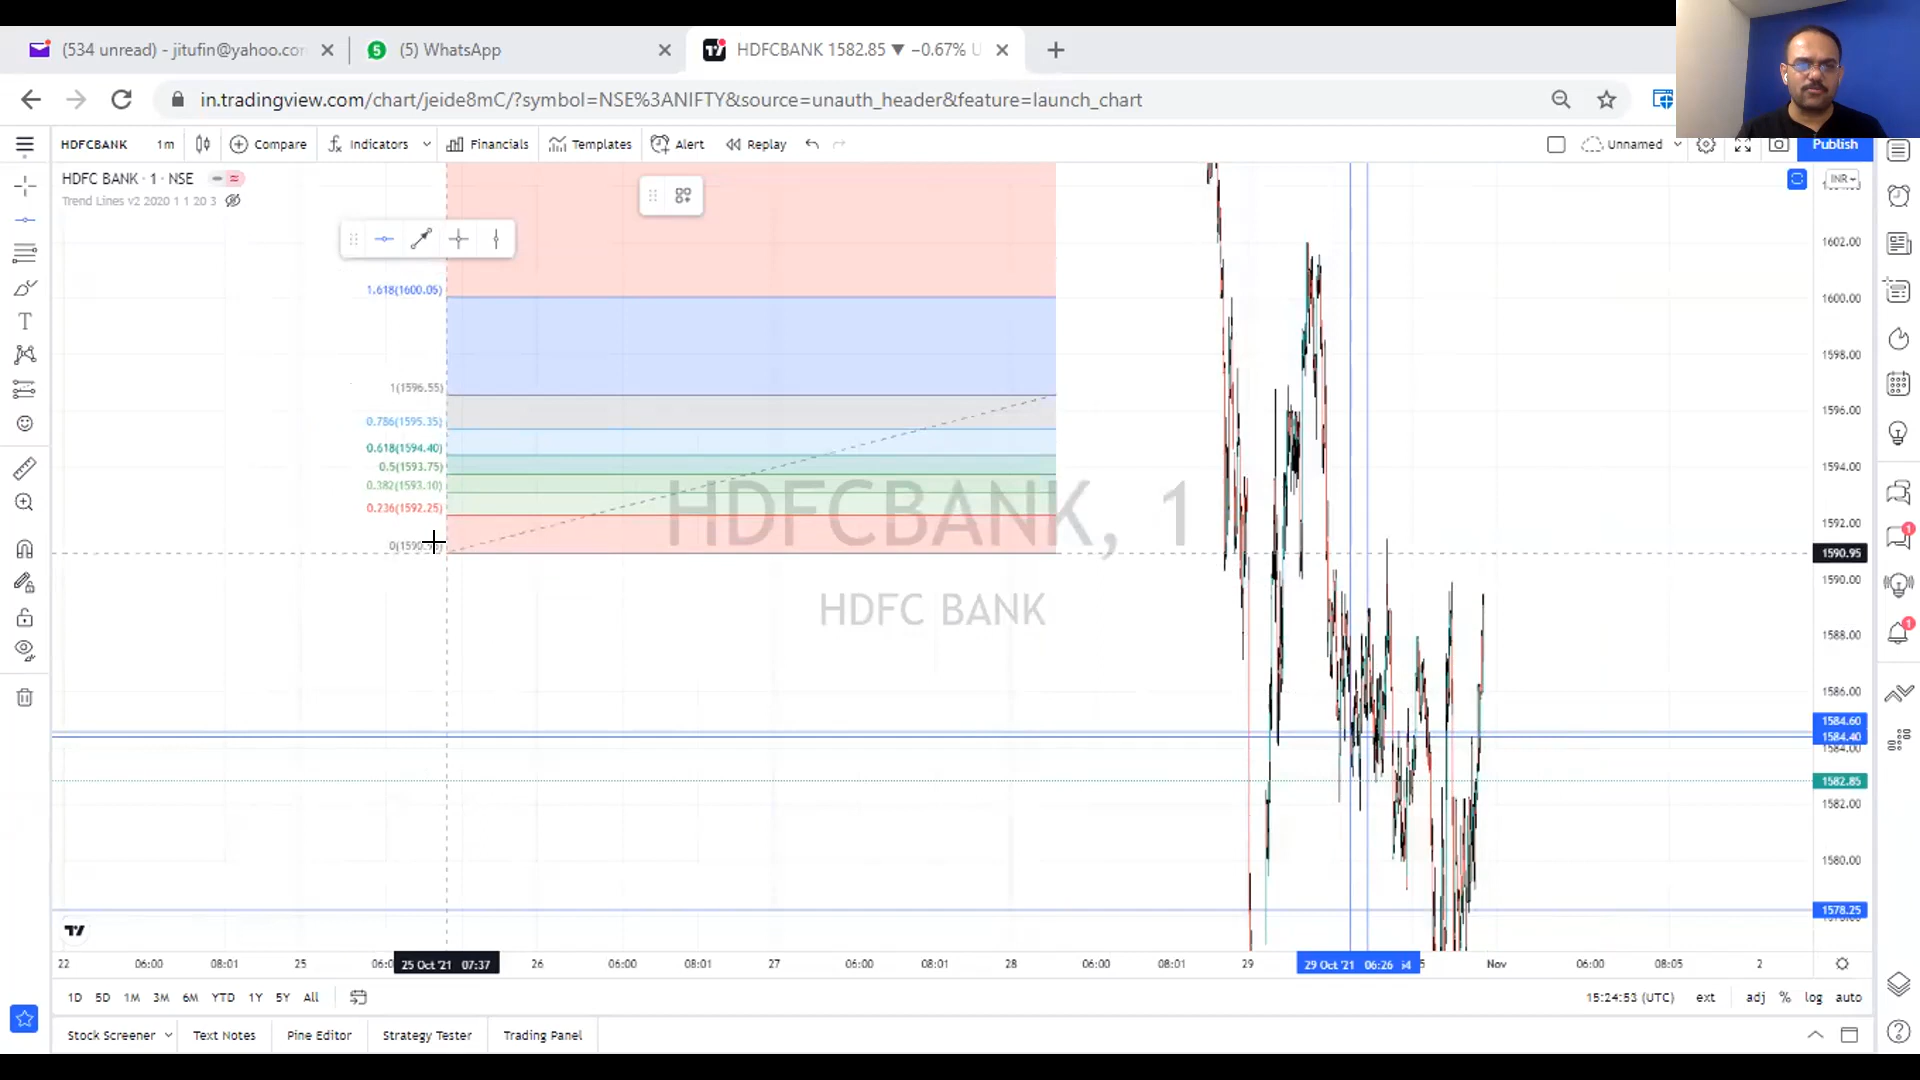 (534 unread) - jitufin@yahoo.co
(5) WhatsApp
HDFCBANK 1582.85 ▼ −0.67% U
in.tradingview.com/chart/jeide8mC/?symbol=NSE%3ANIFTY&source=unauth_header&feature=launch_chart
HDFCBANK 1m Compare Indicators Financials Templates Alert Replay Unnamed Publish
HDFC BANK · 1 · NSE
INR
Trend Lines v2 2020 1 1 20 3
1602.00
1.618(1600.05)
1600.00
1598.00
1(1596.55)
1596.00
0.786(1595.35)
0.618(1594.40)
0.5(1593.75)
1594.00
0.382(1593.10)
0.236(1592.25)
1592.00
HDFCBANK, 1
1590.95
1590.00
HDFC BANK
1588.00
1586.00
1584.60
1584.40
1584.00
1582.85
1582.00
1580.00
1578.25
22 06:00 08:01 25 25 Oct '21 07:37 26 06:00 08:01 27 06:00 08:01 28 06:00 08:01 29 29 Oct '21 06:26 Nov 06:00 08:05 2
1D 5D 1M 3M 6M YTD 1Y 5Y All 15:24:53 (UTC) ext adj % log auto
Stock Screener Text Notes Pine Editor Strategy Tester Trading Panel